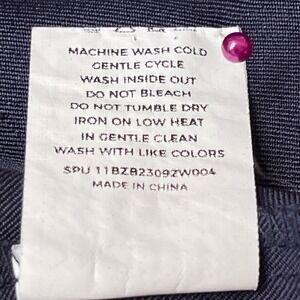 MACHINE WASH COLD
GENTLE CYCLE
WASH INSIDE OUT
DO NOT BLEACH
DO NOT TUMBLE DRY
IRON ON LOW HEAT
IN GENTLE CLEAN
WASH WITH LIKE COLORS
SPU 11BZB23092W004
MADE IN CHINA